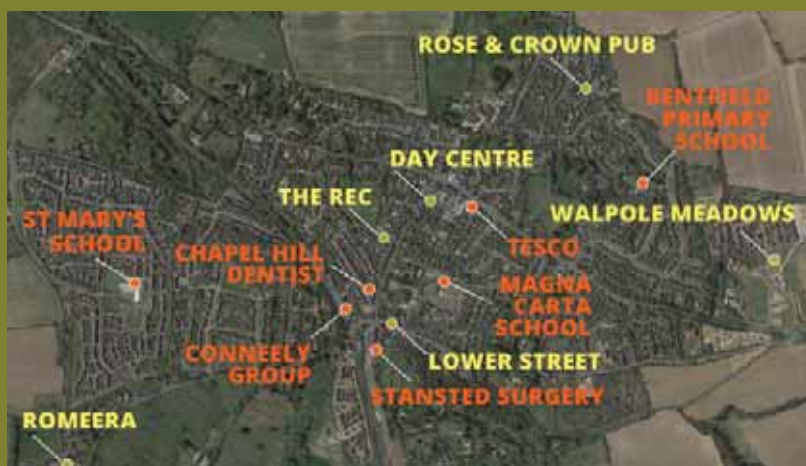 ROSE & CROWN PUB
BENTFIELD
PRIMARY
SCHOOL
DAY CENTRE
THE REC
WALPOLE MEADOWS
ST MARY'S
SCHOOL
TESCO
CHAPEL HILL
DENTIST
MAGNA
CARTA
SCHOOL
CONNEELY
GROUP
LOWER STREET
STANSTED SURGERY
ROMEERA